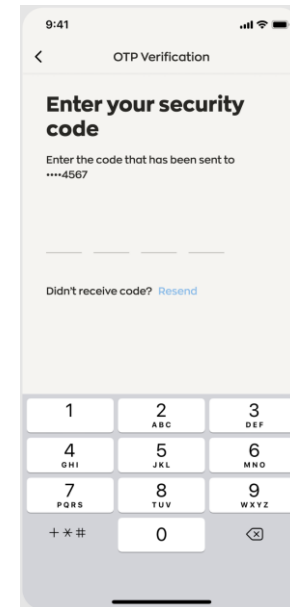 9:41
OTP Verification
Enter your security
code
Enter the code that has been sent to
••••4567
Didn't receive code? Resend
1
2
ABC
3
DEF
4
GHI
5
JKL
6
MNO
7
PQRS
8
TUV
9
WXYZ
+*#
0